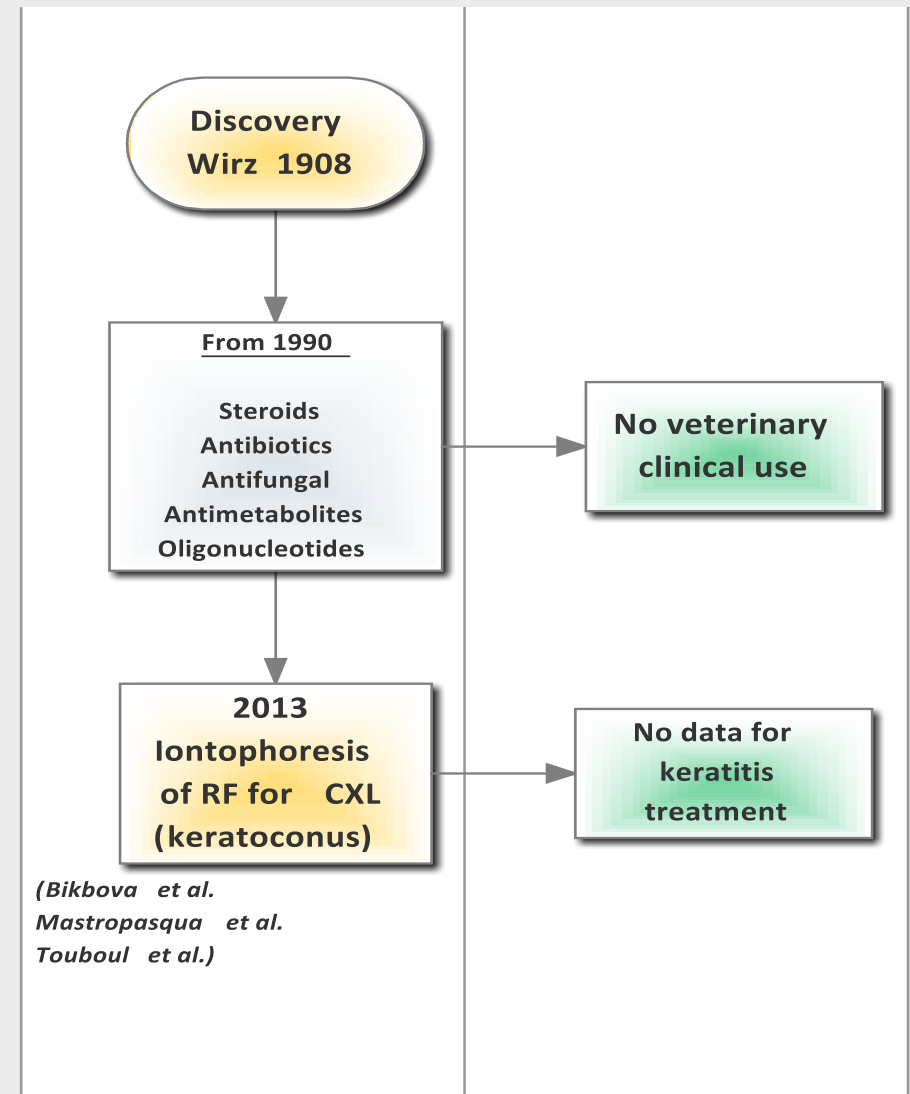 Discovery
Wirz 1908
From 1990
Steroids
Antibiotics
Antifungal
Antimetabolites
Oligonucleotides
No veterinary
clinical use
2013
Iontophoresis
of RF for CXL
(keratoconus)
No data for
keratitis
treatment
(Bikbova et al.
Mastropasqua et al.
Touboul et al.)